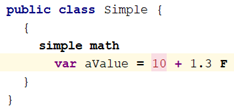 public class Simple {
{
simple math
var aValue = 10 + 1.3 F
}
}